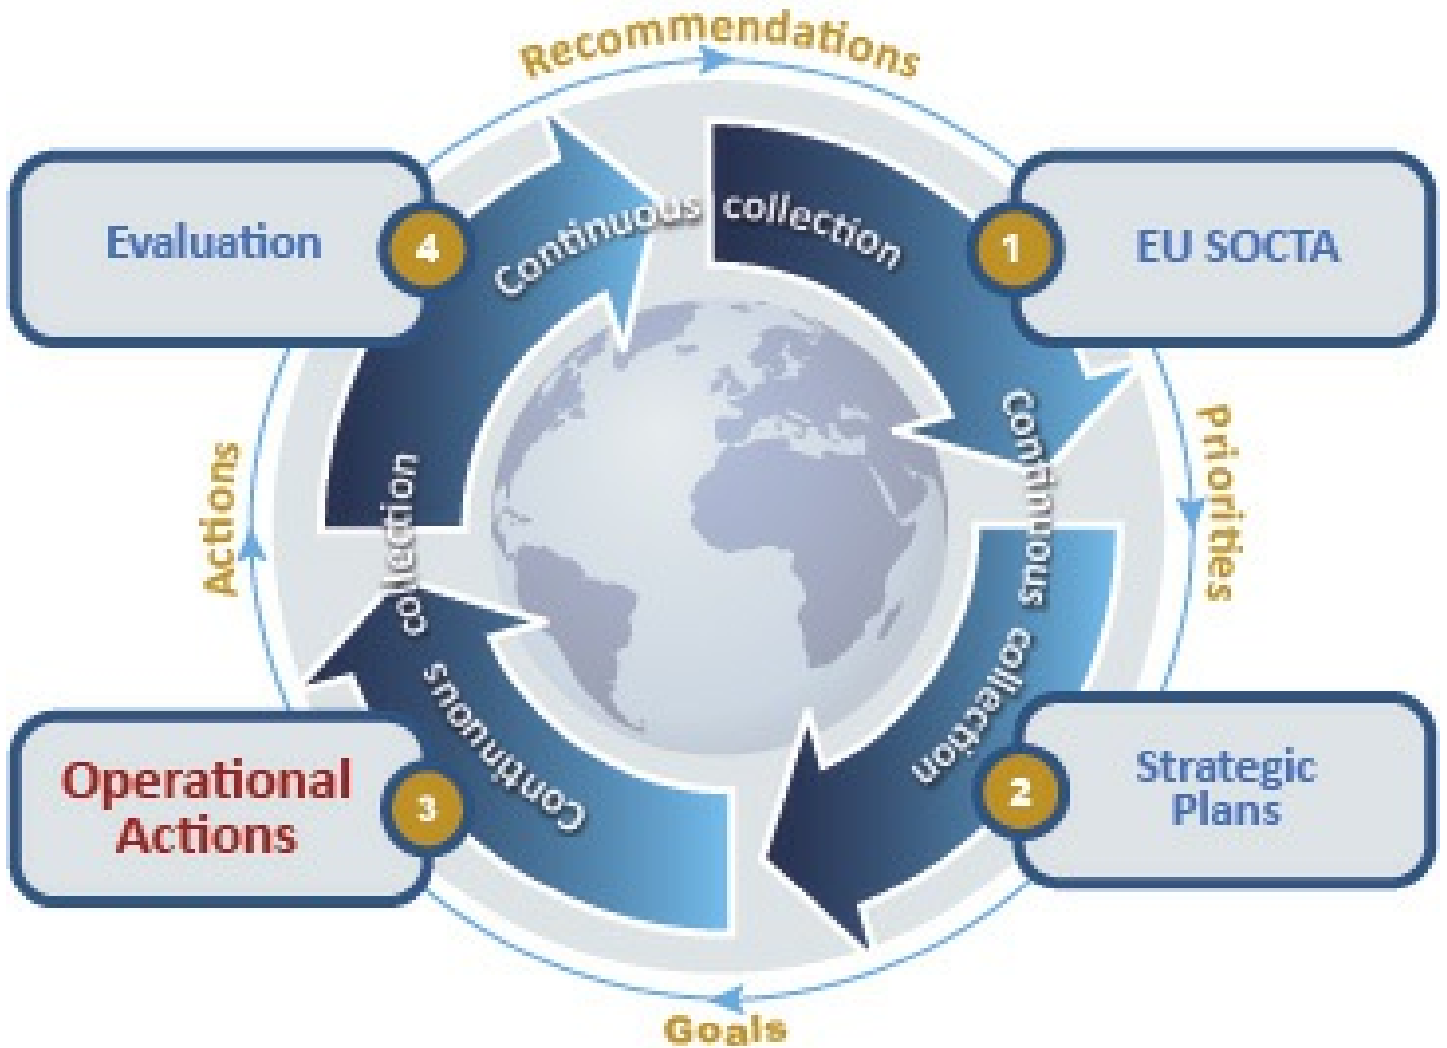 Recommendations
Evaluation
4
Continuous collection
1
EU SOCTA
Continuous collection
Priorities
Actions
Continuous collection
Operational
Actions
3
2
Strategic
Plans
Goals